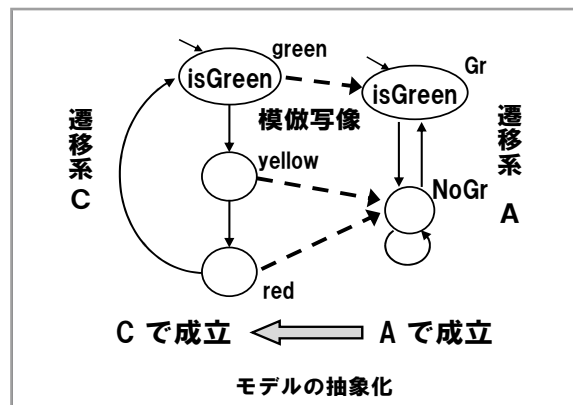 green
isGreen
Gr
isGreen
模倣写像
遷移系 C
yellow
NoGr
遷移系 A
red
C で成立
A で成立
モデルの抽象化